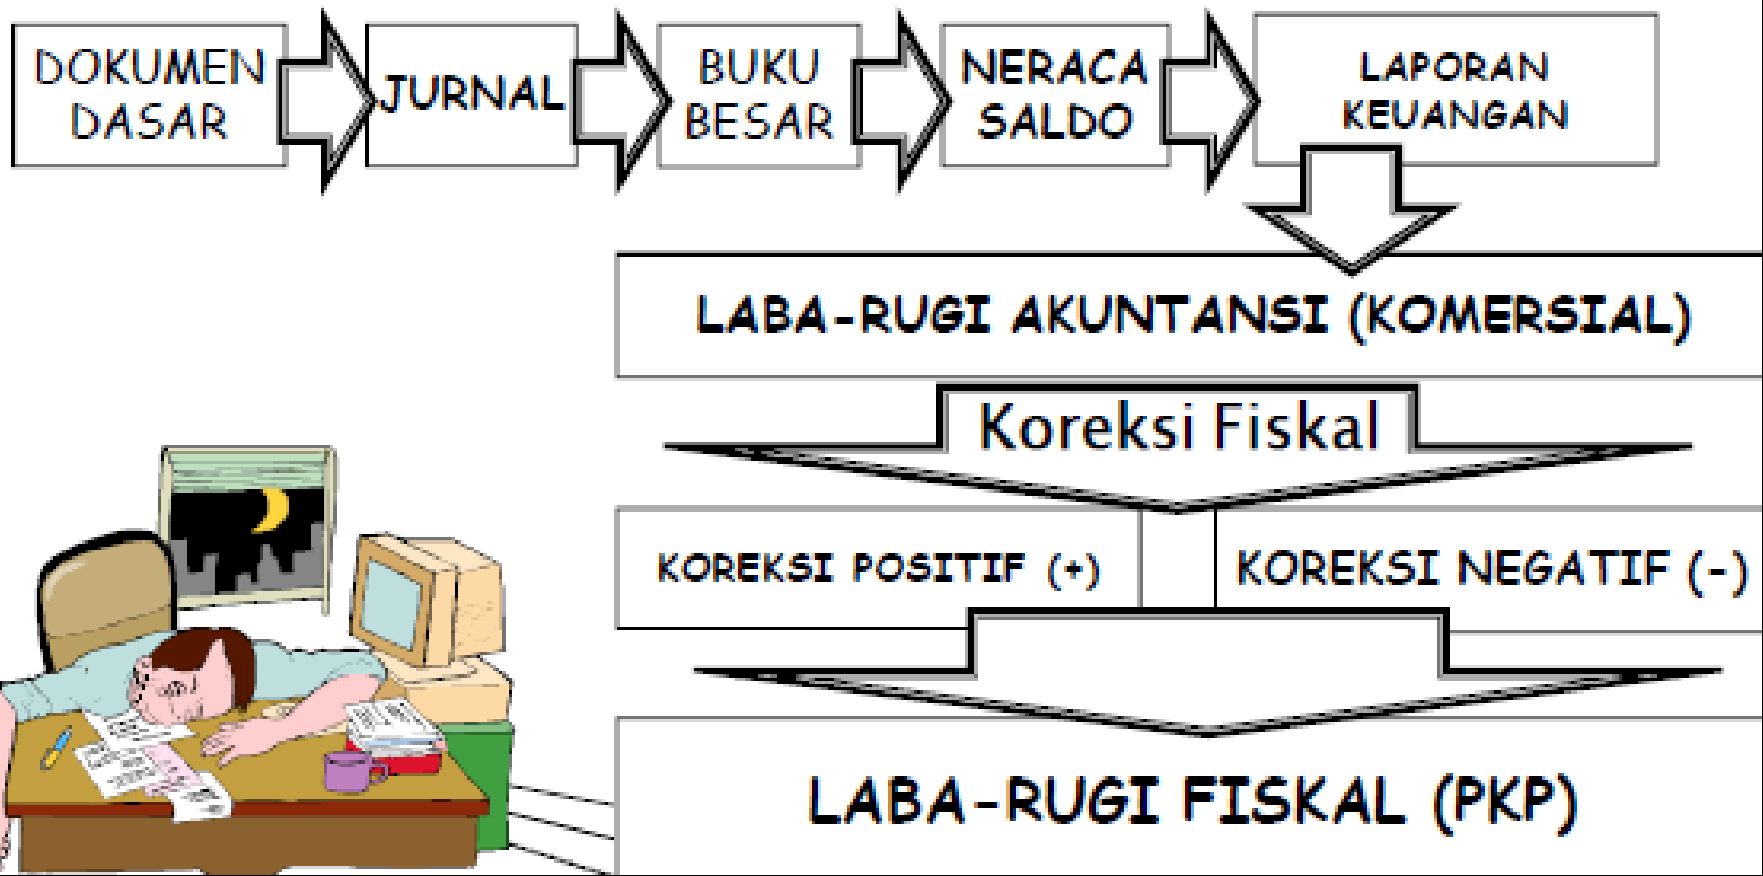 DOKUMEN
DASAR
JURNAL
BUKU
BESAR
NERACA
SALDO
LAPORAN
KEUANGAN
LABA-RUGI AKUNTANSI (KOMERSIAL)
Koreksi Fiskal
KOREKSI POSITIF (+)
KOREKSI NEGATIF (-)
LABA-RUGI FISKAL (PKP)